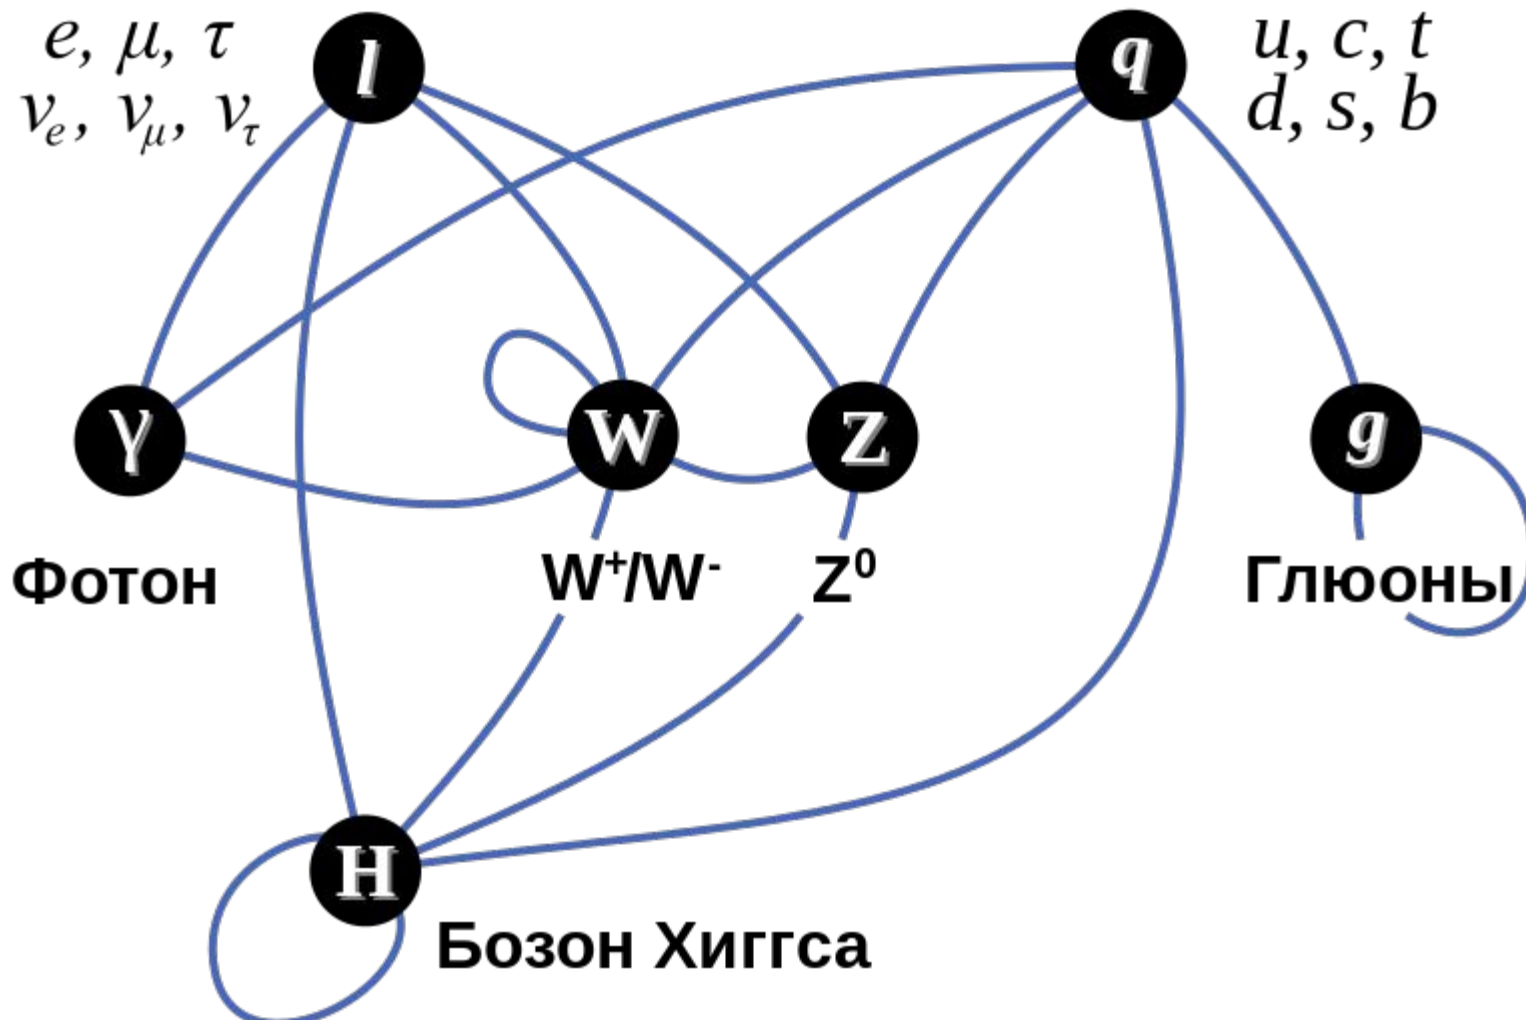 e, μ, τ
νe, νμ, ντ
l
q
u, c, t
d, s, b
γ
W
Z
g
Фотон
W⁺/W⁻
Z⁰
Глюоны
H
Бозон Хиггса